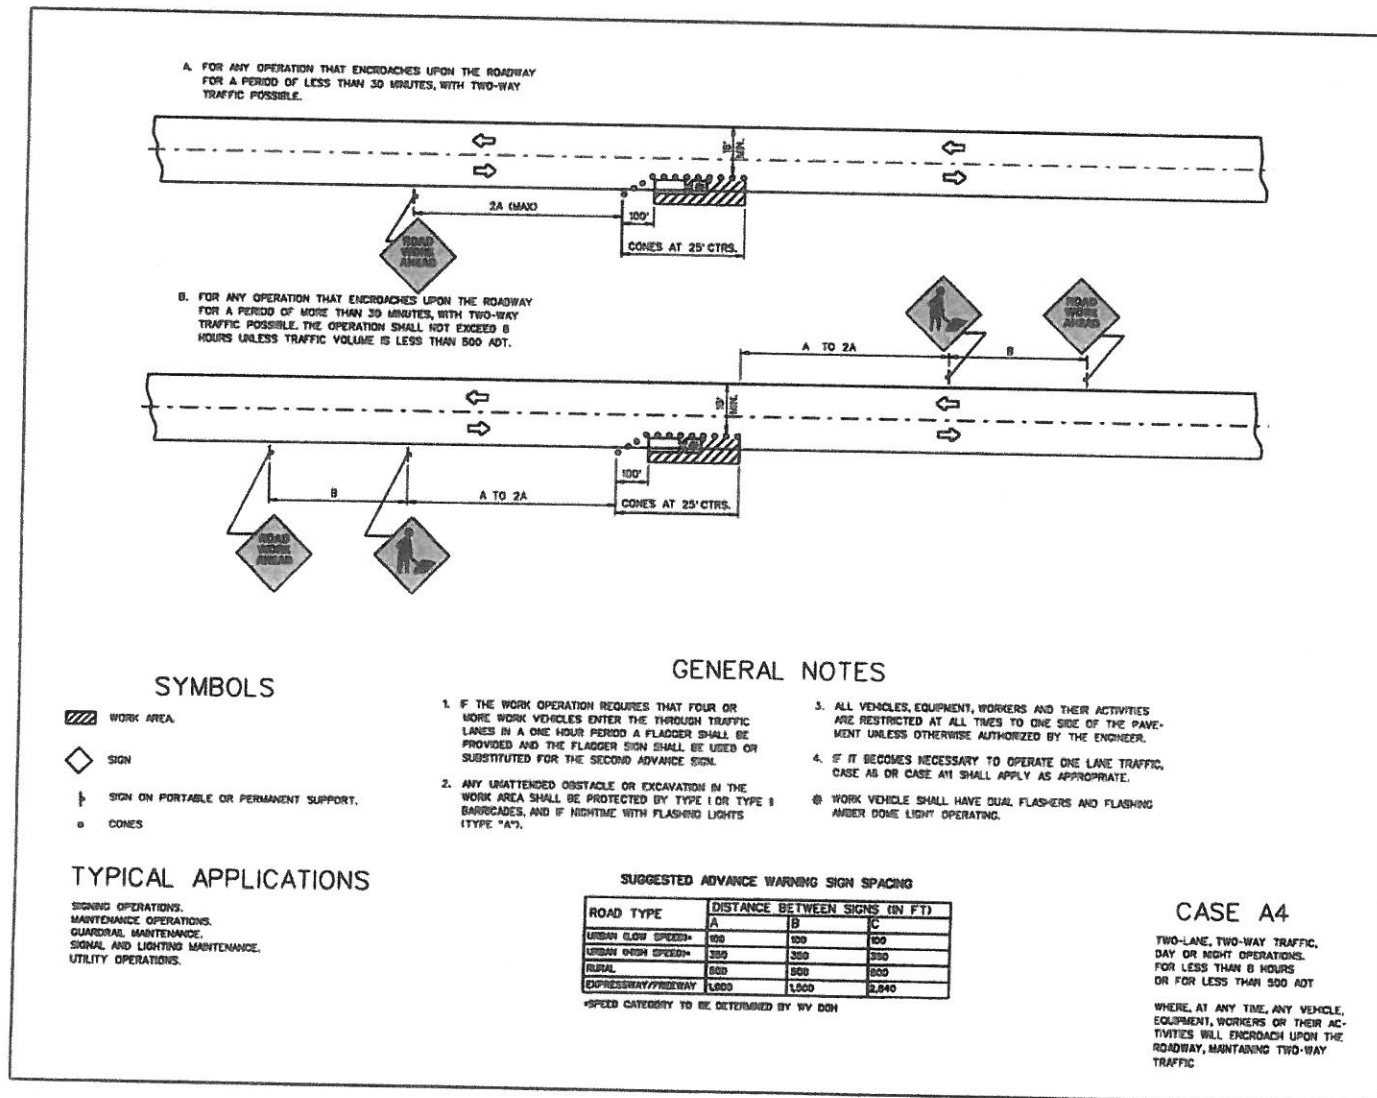 A. FOR ANY OPERATION THAT ENCROACHES UPON THE ROADWAY
FOR A PERIOD OF LESS THAN 30 MINUTES, WITH TWO-WAY
TRAFFIC POSSIBLE.
MIN.
2A (MAX)
100'
CONES AT 25' CTRS.
ROAD
WORK
AHEAD
B. FOR ANY OPERATION THAT ENCROACHES UPON THE ROADWAY
FOR A PERIOD OF MORE THAN 30 MINUTES, WITH TWO-WAY
TRAFFIC POSSIBLE. THE OPERATION SHALL NOT EXCEED 8
HOURS UNLESS TRAFFIC VOLUME IS LESS THAN 500 ADT.
ROAD
WORK
AHEAD
A TO 2A
B
MIN.
100'
B
A TO 2A
CONES AT 25' CTRS.
ROAD
WORK
AHEAD
SYMBOLS
WORK AREA.
SIGN
SIGN ON PORTABLE OR PERMANENT SUPPORT.
CONES
GENERAL NOTES
1. IF THE WORK OPERATION REQUIRES THAT FOUR OR
MORE WORK VEHICLES ENTER THE THROUGH TRAFFIC
LANES IN A ONE HOUR PERIOD A FLAGGER SHALL BE
PROVIDED AND THE FLAGGER SIGN SHALL BE USED OR
SUBSTITUTED FOR THE SECOND ADVANCE SIGN.
2. ANY UNATTENDED OBSTACLE OR EXCAVATION IN THE
WORK AREA SHALL BE PROTECTED BY TYPE I OR TYPE II
BARRICADES, AND IF NIGHTIME WITH FLASHING LIGHTS
(TYPE "A").
3. ALL VEHICLES, EQUIPMENT, WORKERS AND THEIR ACTIVITIES
ARE RESTRICTED AT ALL TIMES TO ONE SIDE OF THE PAVE-
MENT UNLESS OTHERWISE AUTHORIZED BY THE ENGINEER.
4. IF IT BECOMES NECESSARY TO OPERATE ONE LANE TRAFFIC,
CASE OR CASE A11 SHALL APPLY AS APPROPRIATE.
WORK VEHICLE SHALL HAVE DUAL FLASHERS AND FLASHING
AMBER DOME LIGHT OPERATING.
TYPICAL APPLICATIONS
SIGNING OPERATIONS.
MAINTENANCE OPERATIONS.
GUARDRAIL MAINTENANCE.
SIGNAL AND LIGHTING MAINTENANCE.
UTILITY OPERATIONS.
SUGGESTED ADVANCE WARNING SIGN SPACING
ROAD TYPE DISTANCE BETWEEN SIGNS (IN FT)
A B C
URBAN (LOW SPEED)* 100 100 100
URBAN (HIGH SPEED)* 350 350 350
RURAL 500 500 500
EXPRESSWAY/FREEWAY 1,000 1,500 2,640
*SPEED CATEGORY TO BE DETERMINED BY WV DOH
CASE A4
TWO-LANE, TWO-WAY TRAFFIC,
DAY OR NIGHT OPERATIONS.
FOR LESS THAN 8 HOURS
OR FOR LESS THAN 500 ADT
WHERE, AT ANY TIME, ANY VEHICLE,
EQUIPMENT, WORKERS OR THEIR AC-
TIVITIES WILL ENCROACH UPON THE
ROADWAY, MAINTAINING TWO-WAY
TRAFFIC